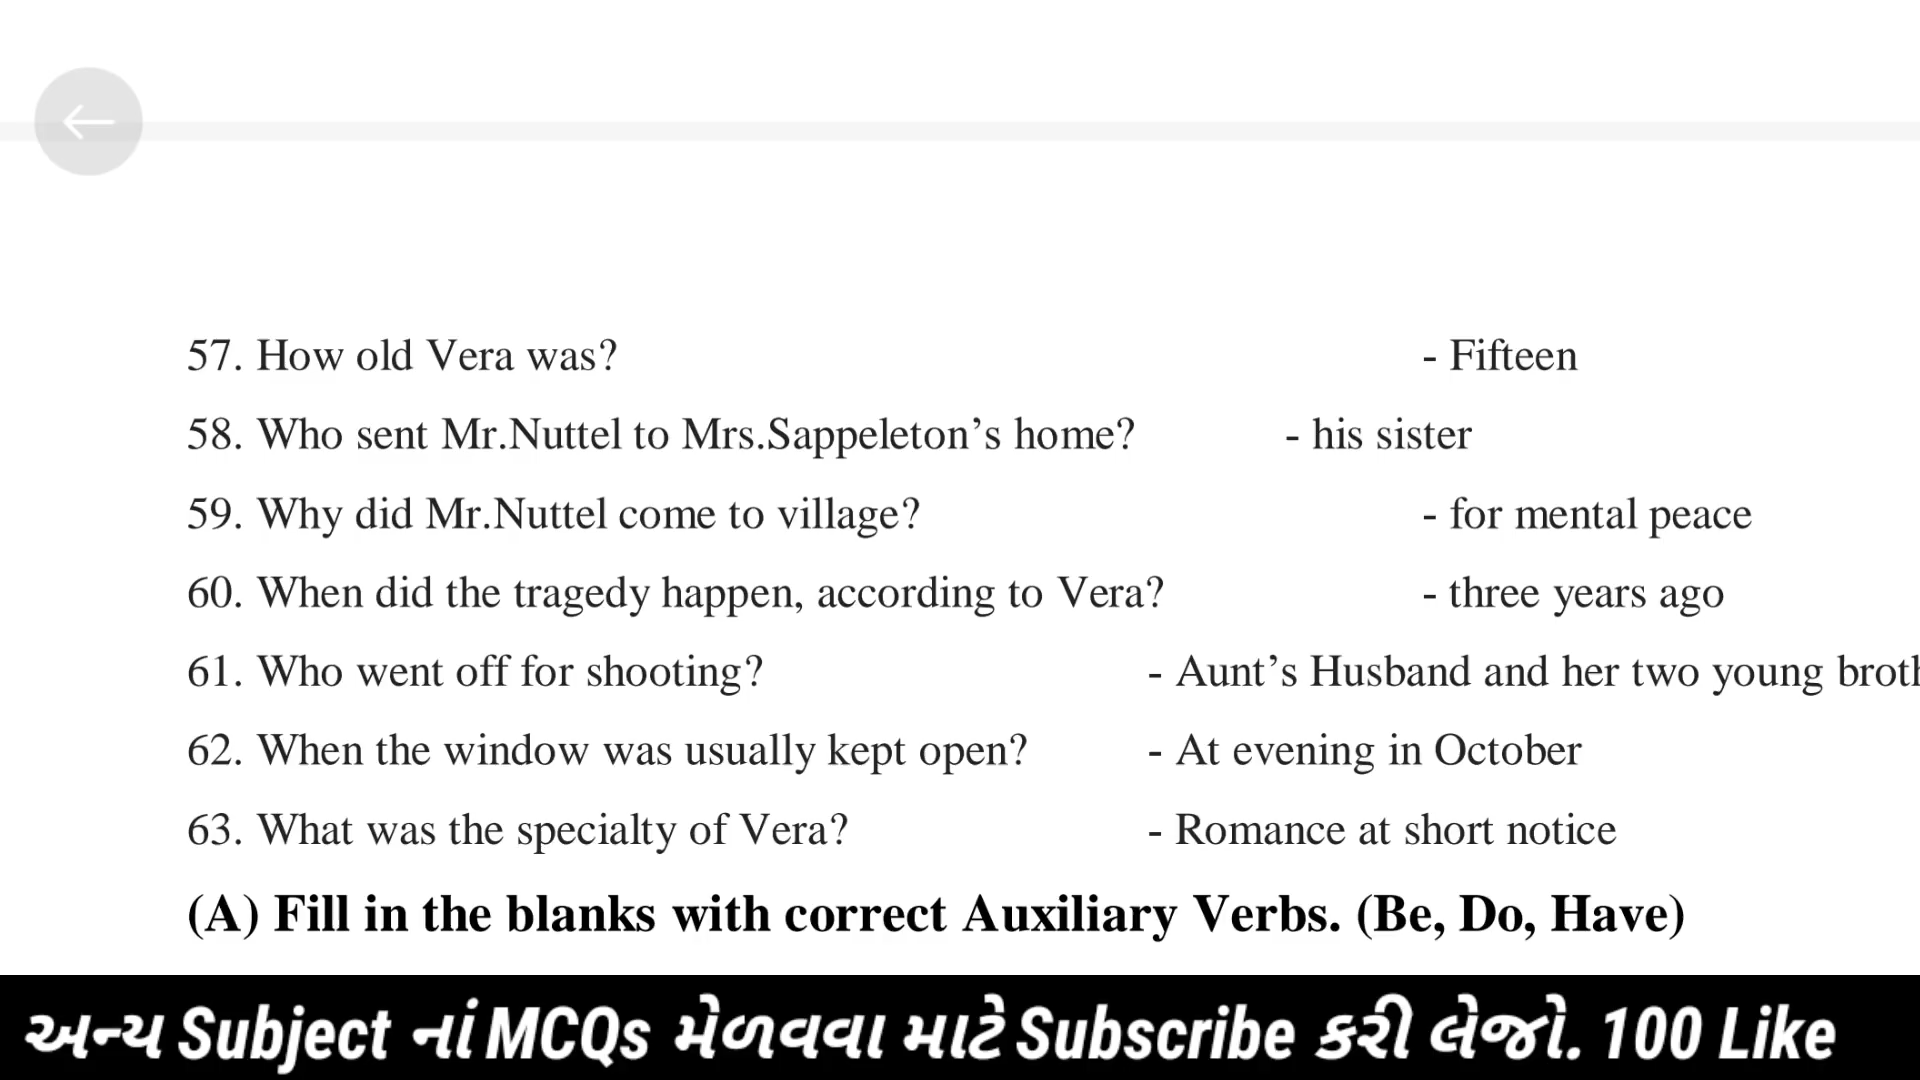 57. How old Vera was? - Fifteen
58. Who sent Mr.Nuttel to Mrs.Sappeleton’s home? - his sister
59. Why did Mr.Nuttel come to village? - for mental peace
60. When did the tragedy happen, according to Vera? - three years ago
61. Who went off for shooting? - Aunt’s Husband and her two young
62. When the window was usually kept open? - At evening in October
63. What was the specialty of Vera? - Romance at short notice
(A) Fill in the blanks with correct Auxiliary Verbs. (Be, Do, Have)
અન્ય Subject નાં MCQs મેળવવા માટે Subscribe કરી લેજો. 100 Like